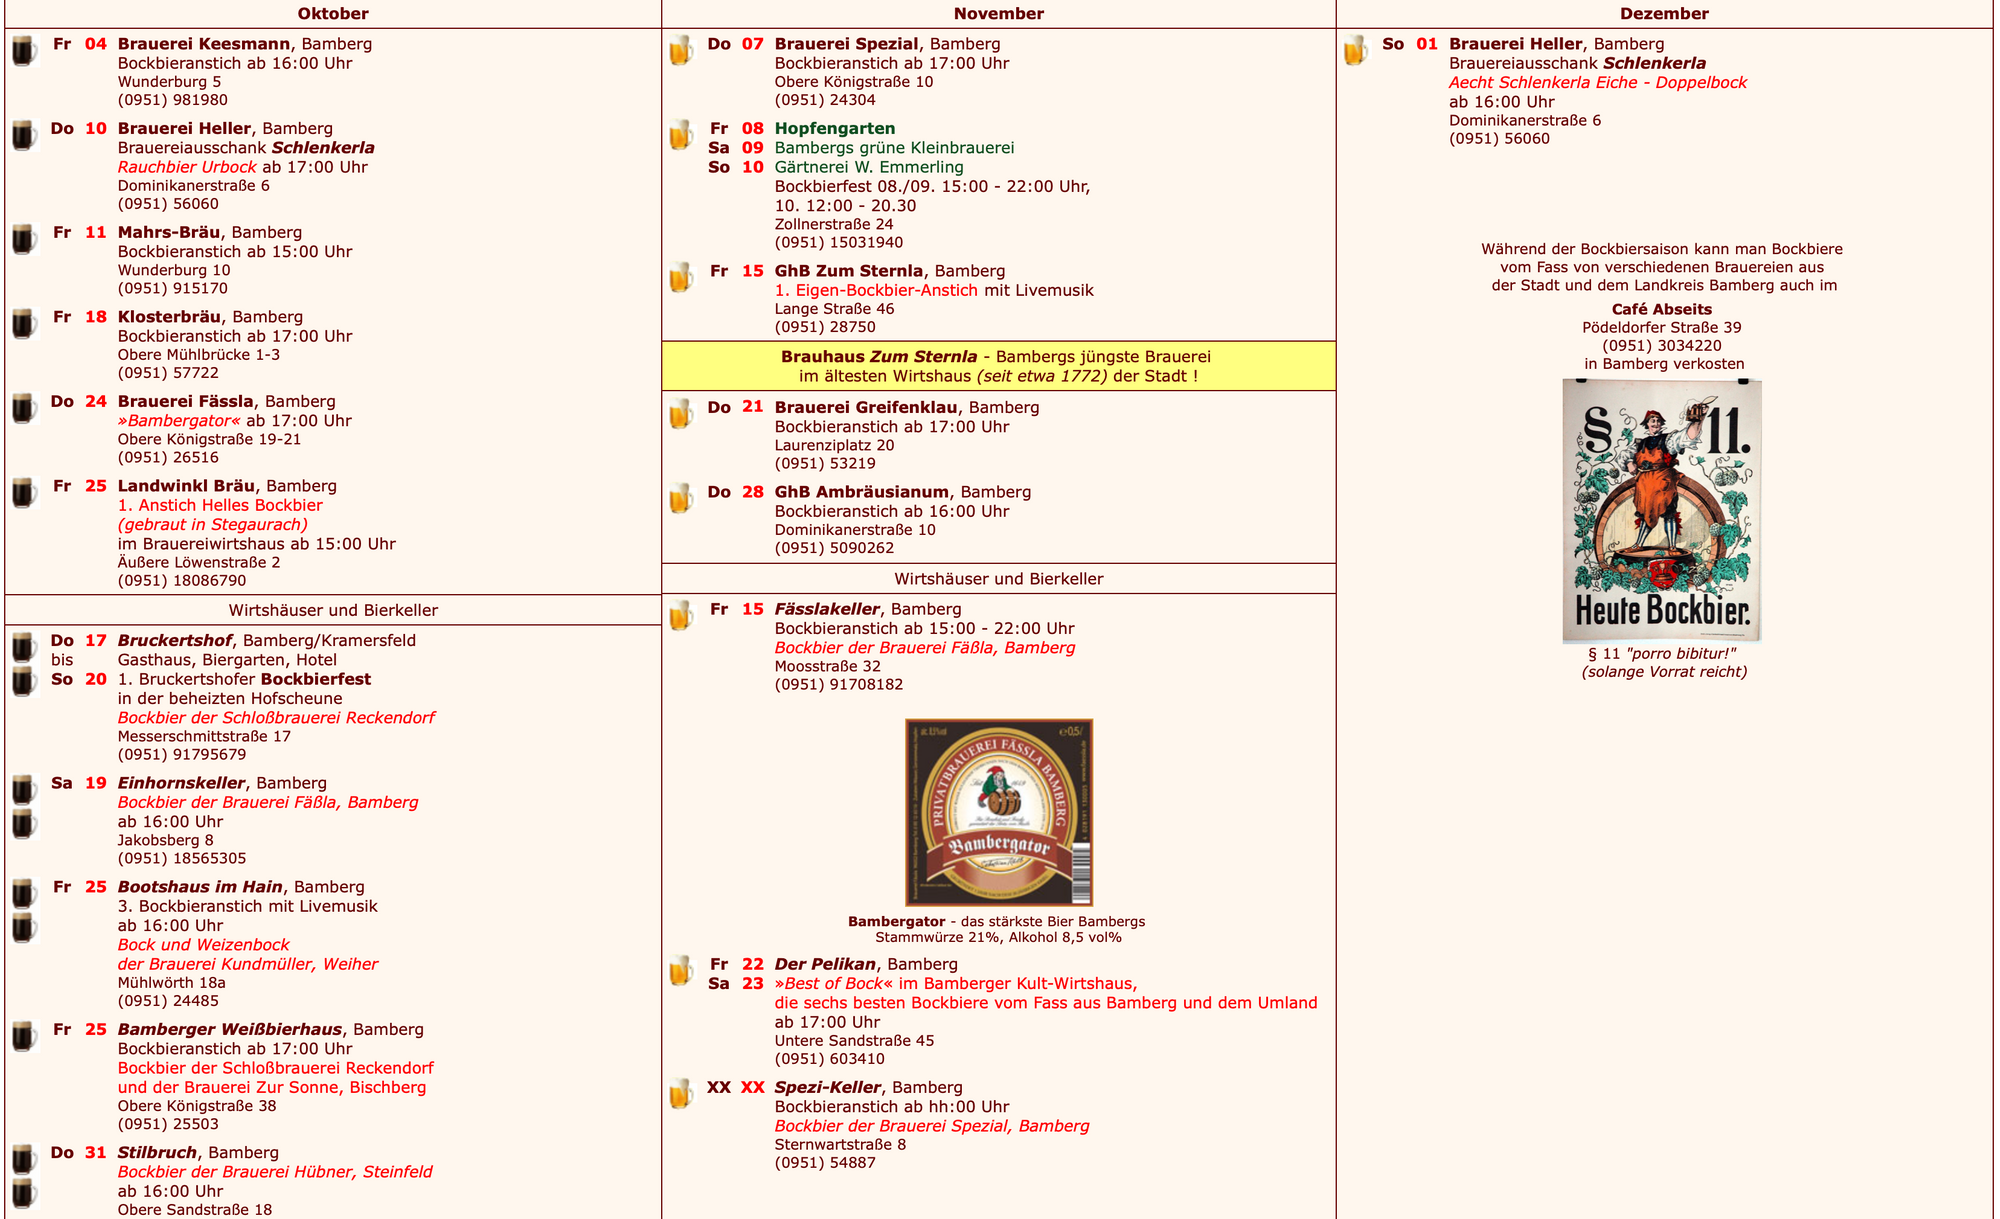 Oktober
Fr 04 Brauerei Keesmann, Bamberg
Bockbieranstich ab 16:00 Uhr
Wunderburg 5
(0951) 981980
Do 10 Brauerei Heller, Bamberg
Brauereiausschank Schlenkerla
Rauchbier Urbock ab 17:00 Uhr
Dominikanerstraße 6
(0951) 56060
Fr 11 Mahrs-Bräu, Bamberg
Bockbieranstich ab 15:00 Uhr
Wunderburg 10
(0951) 915170
Fr 18 Klosterbräu, Bamberg
Bockbieranstich ab 17:00 Uhr
Obere Mühlbrücke 1-3
(0951) 57722
Do 24 Brauerei Fässla, Bamberg
»Bambergator« ab 17:00 Uhr
Obere Königstraße 19-21
(0951) 26516
Fr 25 Landwinkl Bräu, Bamberg
1. Anstich Helles Bockbier
(gebraut in Stegaurach)
im Brauereiwirtshaus ab 15:00 Uhr
Äußere Löwenstraße 2
(0951) 18086790
Wirtshäuser und Bierkeller
Do 17 Bruckertshof, Bamberg/Kramersfeld
bis Gasthaus, Biergarten, Hotel
So 20 1. Bruckertshofer Bockbierfest
in der beheizten Hofscheune
Bockbier der Schloßbrauerei Reckendorf
Messerschmittstraße 17
(0951) 91795679
Sa 19 Einhornskeller, Bamberg
Bockbier der Brauerei Fäßla, Bamberg
ab 16:00 Uhr
Jakobsberg 8
(0951) 18565305
Fr 25 Bootshaus im Hain, Bamberg
3. Bockbieranstich mit Livemusik
ab 16:00 Uhr
Bock und Weizenbock
der Brauerei Kundmüller, Weiher
Mühlwörth 18a
(0951) 24485
Fr 25 Bamberger Weißbierhaus, Bamberg
Bockbieranstich ab 17:00 Uhr
Bockbier der Schloßbrauerei Reckendorf
und der Brauerei Zur Sonne, Bischberg
Obere Königstraße 38
(0951) 25503
Do 31 Stilbruch, Bamberg
Bockbier der Brauerei Hübner, Steinfeld
ab 16:00 Uhr
Obere Sandstraße 18
November
Do 07 Brauerei Spezial, Bamberg
Bockbieranstich ab 17:00 Uhr
Obere Königstraße 10
(0951) 24304
Fr 08 Hopfengarten
Sa 09 Bambergs grüne Kleinbrauerei
So 10 Gärtnerei W. Emmerling
Bockbierfest 08./09. 15:00 - 22:00 Uhr,
10. 12:00 - 20.30
Zollnerstraße 24
(0951) 15031940
Fr 15 GhB Zum Sternla, Bamberg
1. Eigen-Bockbier-Anstich mit Livemusik
Lange Straße 46
(0951) 28750
Brauhaus Zum Sternla - Bambergs jüngste Brauerei
im ältesten Wirtshaus (seit etwa 1772) der Stadt !
Do 21 Brauerei Greifenklau, Bamberg
Bockbieranstich ab 17:00 Uhr
Laurenziplatz 20
(0951) 53219
Do 28 GhB Ambräusianum, Bamberg
Bockbieranstich ab 16:00 Uhr
Dominikanerstraße 10
(0951) 5090262
Wirtshäuser und Bierkeller
Fr 15 Fässlakeller, Bamberg
Bockbieranstich ab 15:00 - 22:00 Uhr
Bockbier der Brauerei Fäßla, Bamberg
Moosstraße 32
(0951) 91708182
PRIVATBRAUEREI FÄSSLA BAMBERG
Bambergator
Bambergator - das stärkste Bier Bambergs
Stammwürze 21%, Alkohol 8,5 vol%
Fr 22 Der Pelikan, Bamberg
Sa 23 »Best of Bock« im Bamberger Kult-Wirtshaus,
die sechs besten Bockbiere vom Fass aus Bamberg und dem Umland
ab 17:00 Uhr
Untere Sandstraße 45
(0951) 603410
XX XX Spezi-Keller, Bamberg
Bockbieranstich ab hh:00 Uhr
Bockbier der Brauerei Spezial, Bamberg
Sternwartstraße 8
(0951) 54887
Dezember
So 01 Brauerei Heller, Bamberg
Brauereiausschank Schlenkerla
Aecht Schlenkerla Eiche - Doppelbock
ab 16:00 Uhr
Dominikanerstraße 6
(0951) 56060
Während der Bockbiersaison kann man Bockbiere
vom Fass von verschiedenen Brauereien aus
der Stadt und dem Landkreis Bamberg auch im
Café Abseits
Pödeldorfer Straße 39
(0951) 3034220
in Bamberg verkosten
§ 11.
Heute Bockbier.
§ 11 "porro bibitur!"
(solange Vorrat reicht)